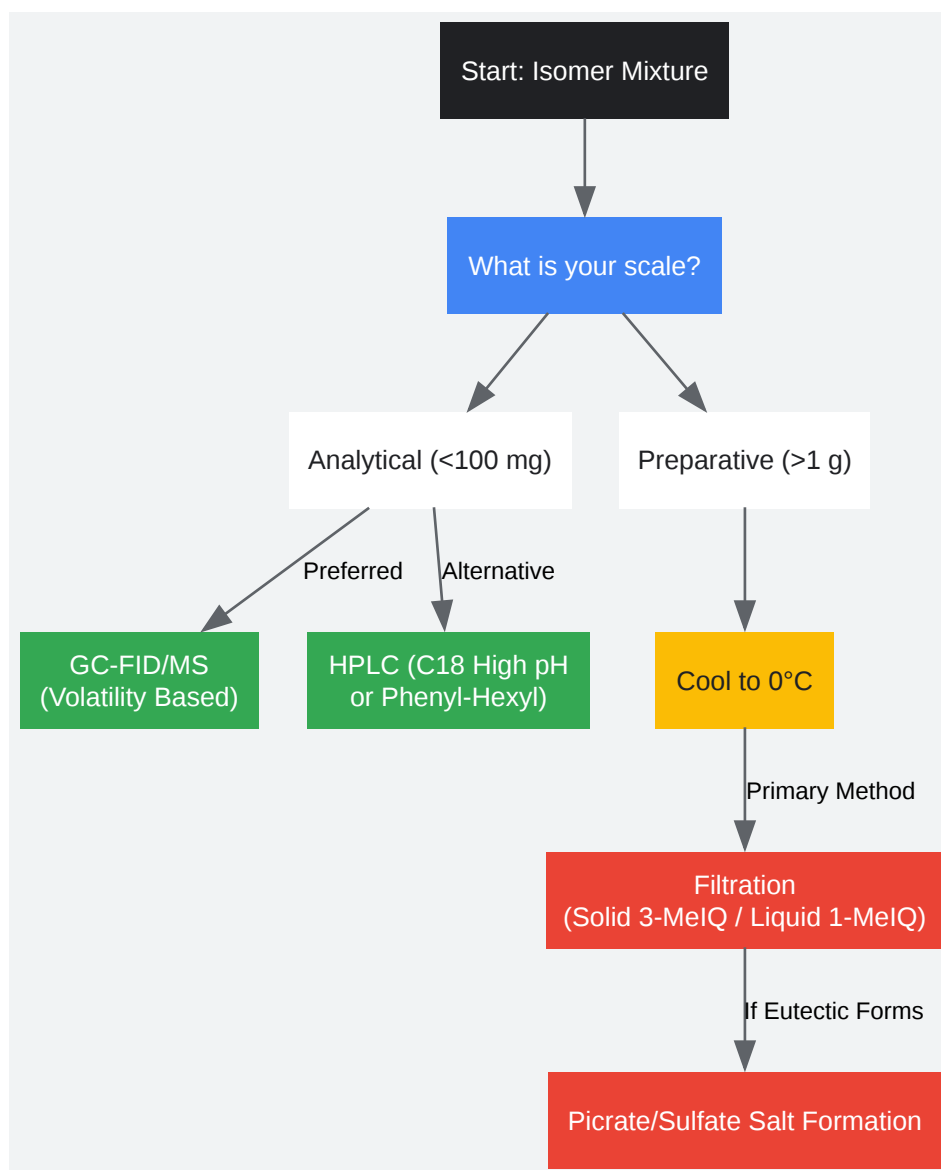 Start: Isomer Mixture
What is your scale?
Analytical (<100 mg)
Preparative (>1 g)
Preferred
Alternative
GC-FID/MS
(Volatility Based)
HPLC (C18 High pH
or Phenyl-Hexyl)
Cool to 0°C
Primary Method
Filtration
(Solid 3-MeIQ / Liquid 1-MeIQ)
If Eutectic Forms
Picrate/Sulfate Salt Formation